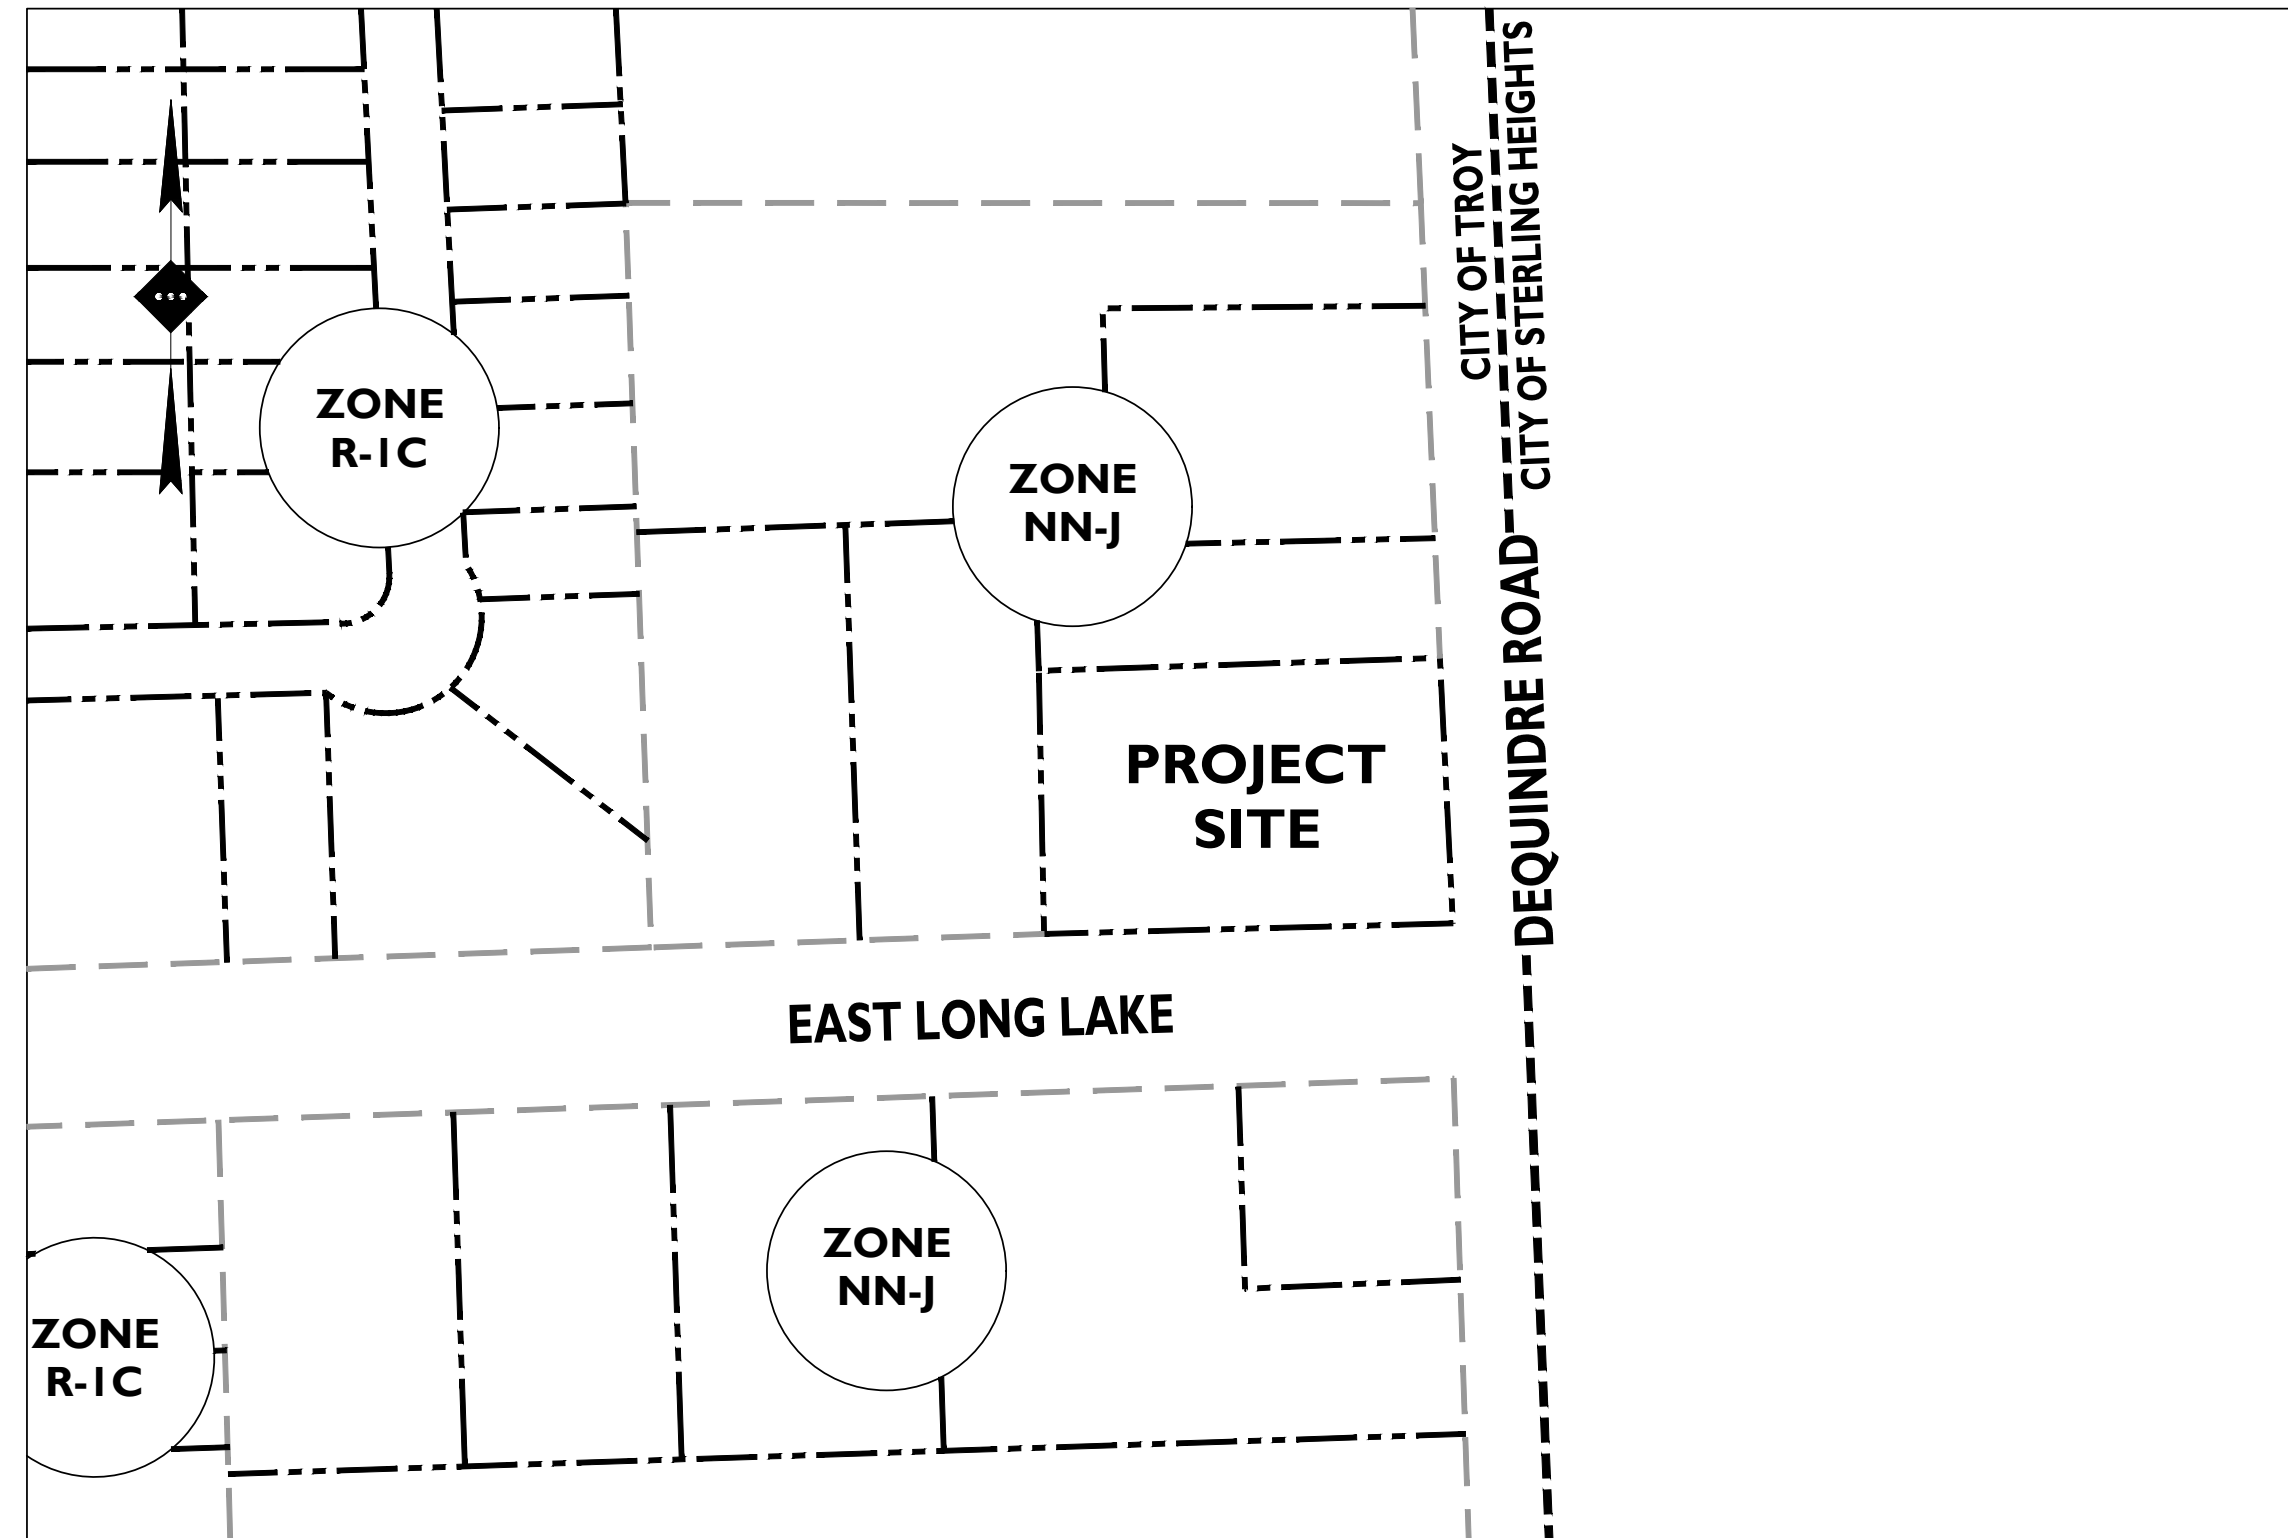 CITY OF TROY
CITY OF STERLING HEIGHTS
ZONE
R-1C
ZONE
NN-J
DEQUINDRE ROAD
PROJECT
SITE
EAST LONG LAKE
ZONE
NN-J
ZONE
R-1C